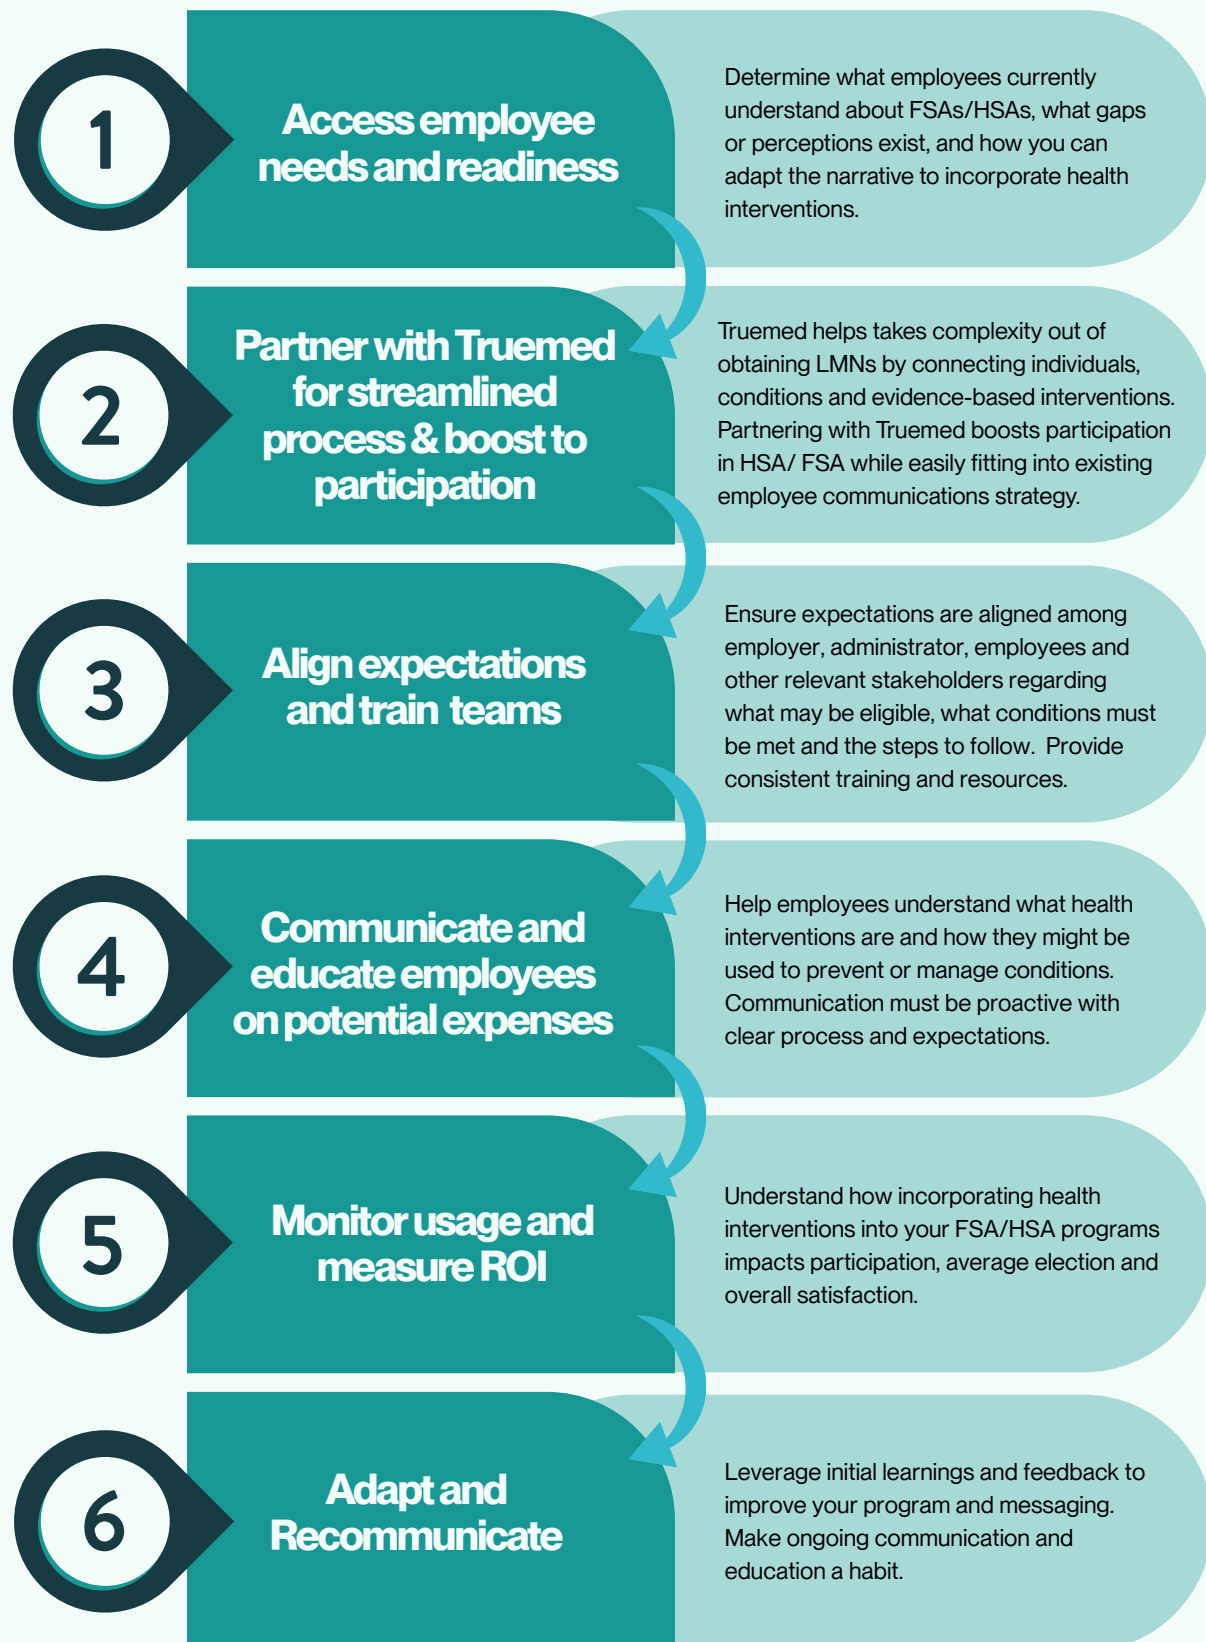 1
Access employee
needs and readiness
Determine what employees currently
understand about FSAs/HSAs, what gaps
or perceptions exist, and how you can
adapt the narrative to incorporate health
interventions.
2
Partner with Truemed
for streamlined
process & boost to
participation
Truemed helps takes complexity out of
obtaining LMNs by connecting individuals,
conditions and evidence-based interventions.
Partnering with Truemed boosts participation
in HSA/ FSA while easily fitting into existing
employee communications strategy.
3
Align expectations
and train  teams
Ensure expectations are aligned among
employer, administrator, employees and
other relevant stakeholders regarding
what may be eligible, what conditions must
be met and the steps to follow.  Provide
consistent training and resources.
4
Communicate and
educate employees
on potential expenses
Help employees understand what health
interventions are and how they might be
used to prevent or manage conditions.
Communication must be proactive with
clear process and expectations.
5
Monitor usage and
measure ROI
Understand how incorporating health
interventions into your FSA/HSA programs
impacts participation, average election and
overall satisfaction.
6
Adapt and
Recommunicate
Leverage initial learnings and feedback to
improve your program and messaging.
Make ongoing communication and
education a habit.